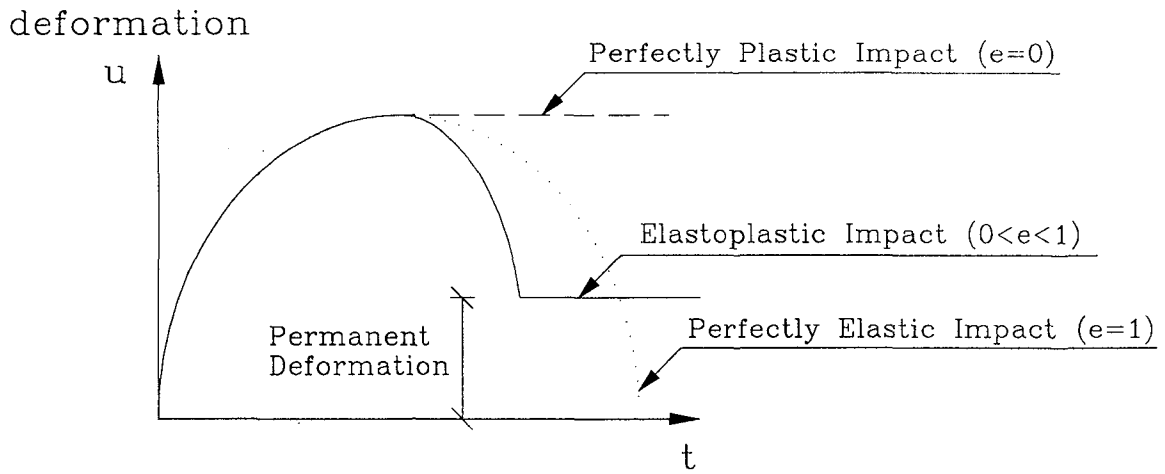 deformation
u
Perfectly Plastic Impact (e=0)
Elastoplastic Impact (0<e<1)
Permanent
Deformation
Perfectly Elastic Impact (e=1)
t